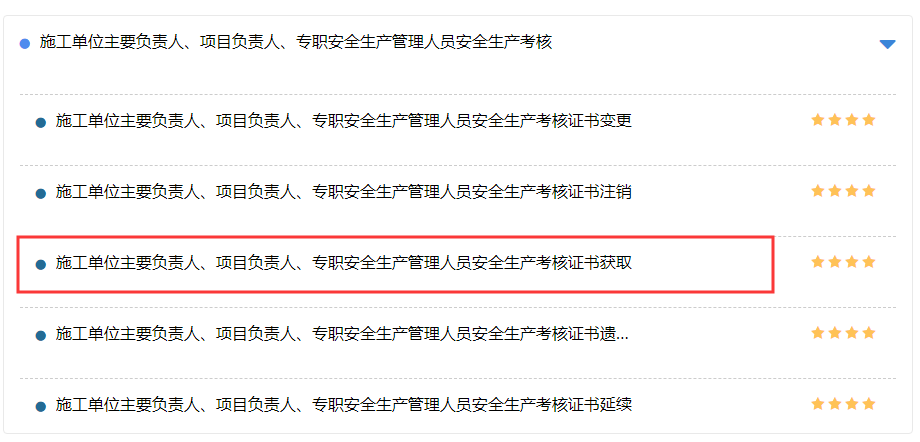 施工单位主要负责人、项目负责人、专职安全生产管理人员安全生产考核
施工单位主要负责人、项目负责人、专职安全生产管理人员安全生产考核证书变更
施工单位主要负责人、项目负责人、专职安全生产管理人员安全生产考核证书注销
施工单位主要负责人、项目负责人、专职安全生产管理人员安全生产考核证书获取
施工单位主要负责人、项目负责人、专职安全生产管理人员安全生产考核证书遗...
施工单位主要负责人、项目负责人、专职安全生产管理人员安全生产考核证书延续